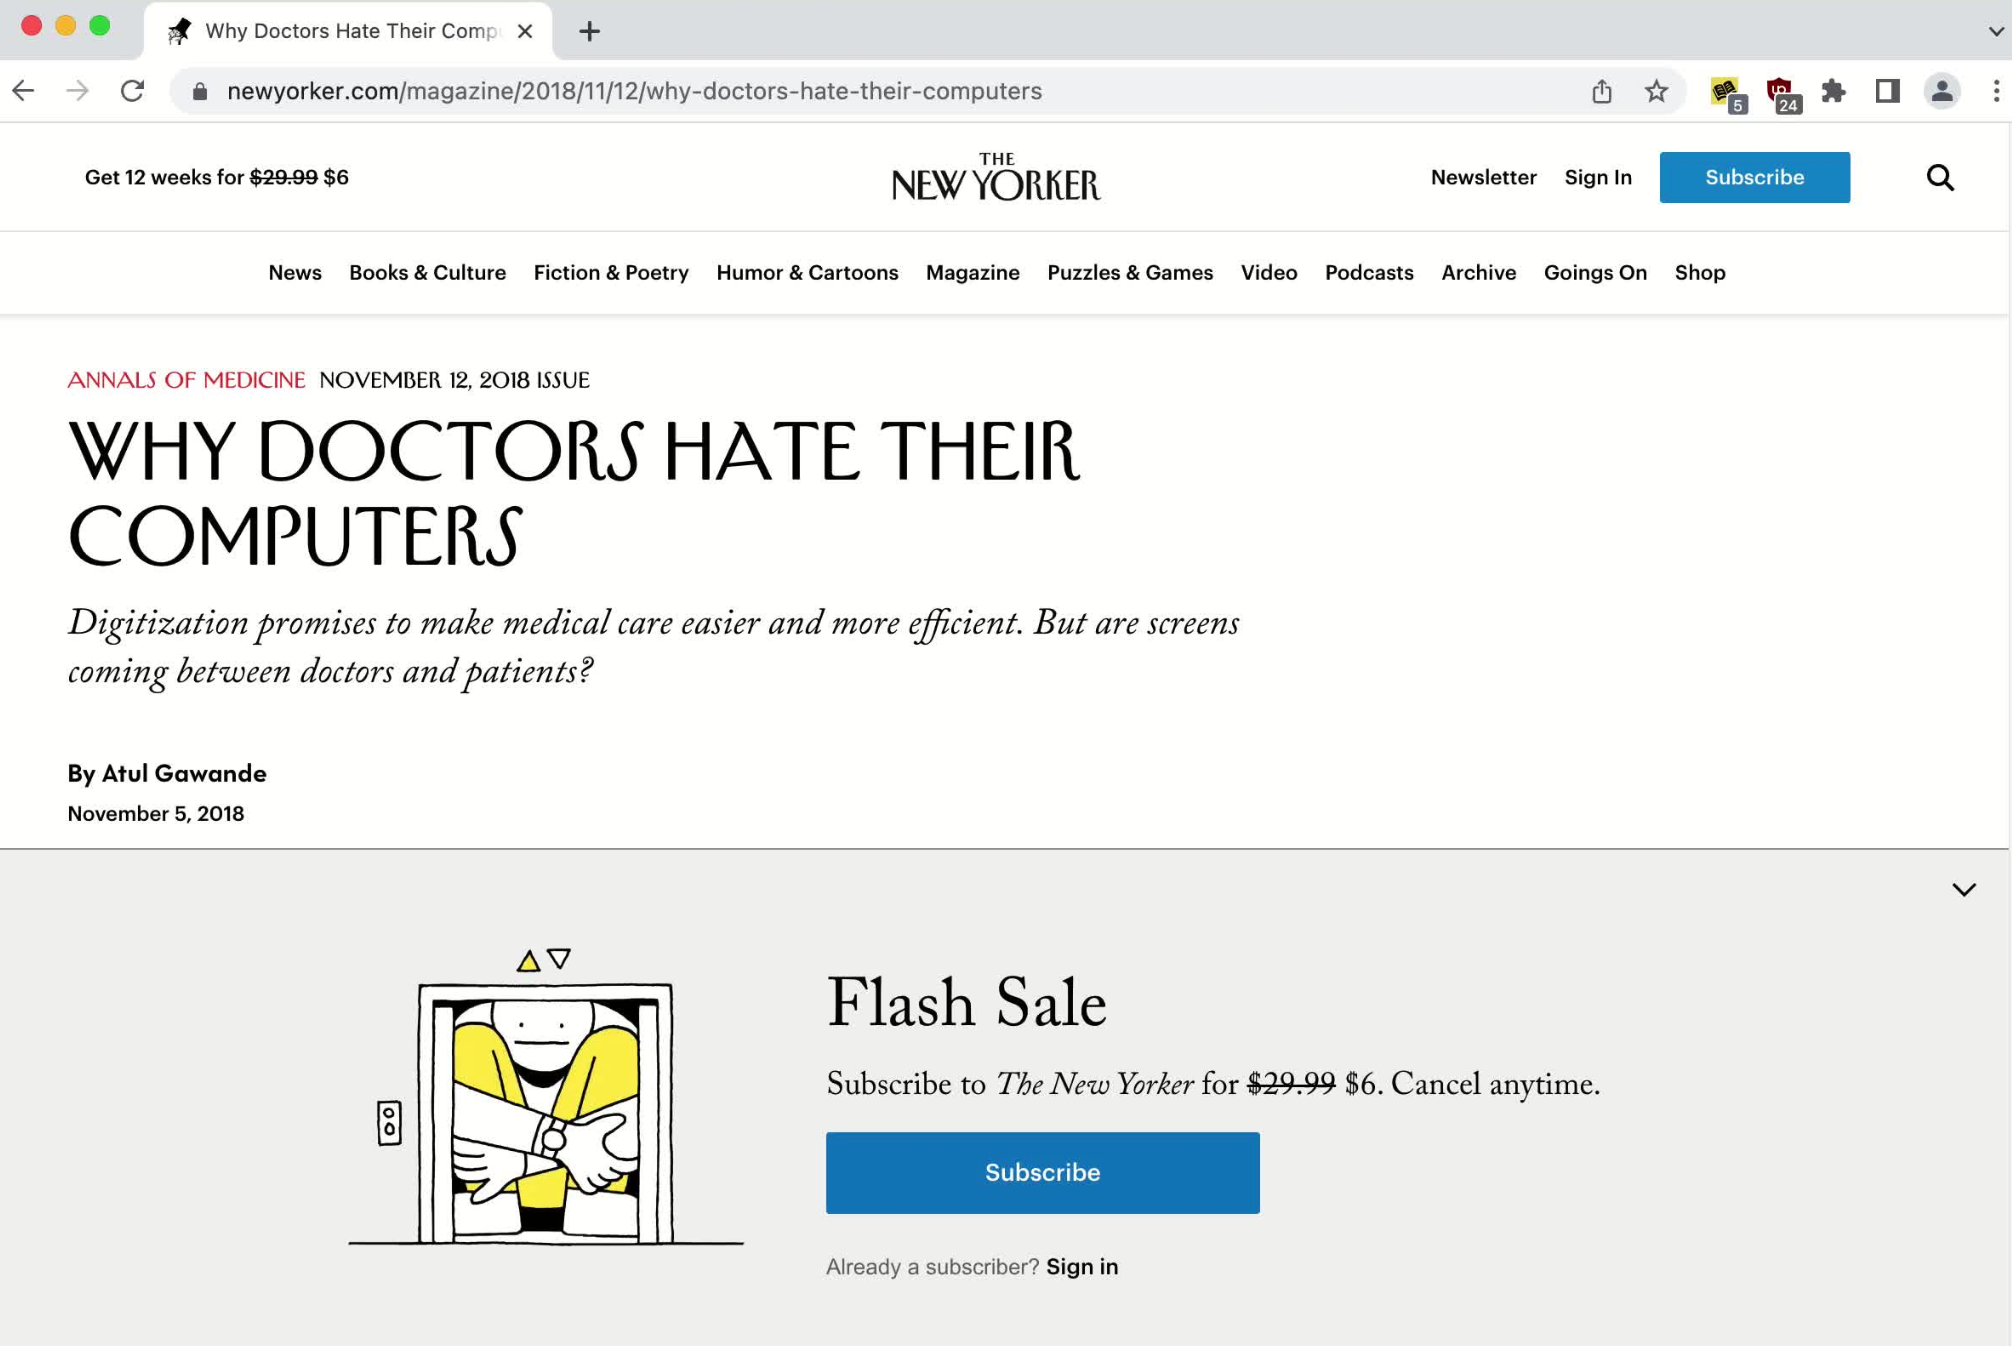 Why Doctors Hate Their Comp
newyorker.com/magazine/2018/11/12/why-doctors-hate-their-computers
5
24
Get 12 weeks for $29.99 $6
THE
NEW YORKER
Newsletter
Sign In
Subscribe
News
Books & Culture
Fiction & Poetry
Humor & Cartoons
Magazine
Puzzles & Games
Video
Podcasts
Archive
Goings On
Shop
ANNALS OF MEDICINE NOVEMBER 12, 2018 ISSUE
WHY DOCTORS HATE THEIR
COMPUTERS
Digitization promises to make medical care easier and more efficient. But are screens
coming between doctors and patients?
By Atul Gawande
November 5, 2018
Flash Sale
Subscribe to The New Yorker for $29.99 $6. Cancel anytime.
Subscribe
Already a subscriber? Sign in